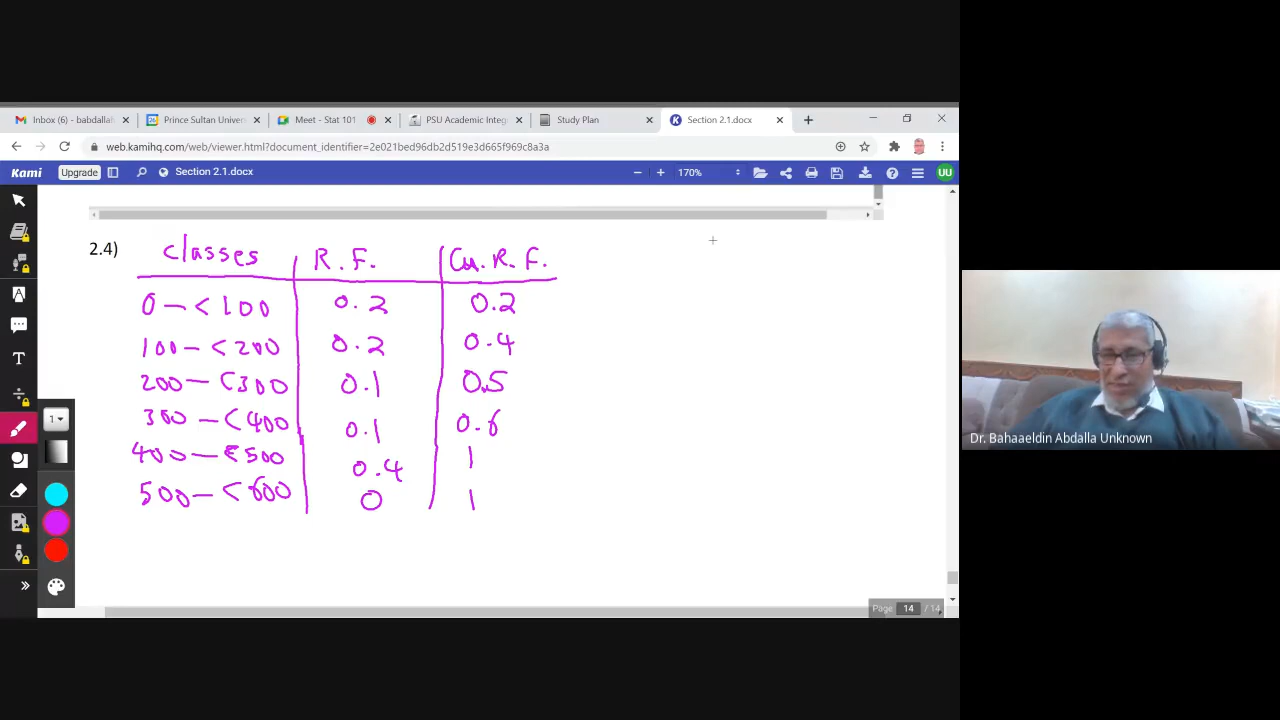 Inbox (6) - babdallah
Prince Sultan Univer
Meet - Stat 101
PSU Academic Integ
Study Plan
Section 2.1.docx
web.kamihq.com/web/viewer.html?document_identifier=2e021bed96db2d519e3d665f969c8a3a
Kami Upgrade Section 2.1.docx 170% UU
2.4) classes R. F. Cu. R. F.
0 - < 100 0.2 0.2
100 - < 200 0.2 0.4
200 - < 300 0.1 0.5
300 - < 400 0.1 0.6
400 - < 500 0.4 1
500 - < 600 0 1
1
Page 14 / 14
Dr. Bahaaeldin Abdalla Unknown